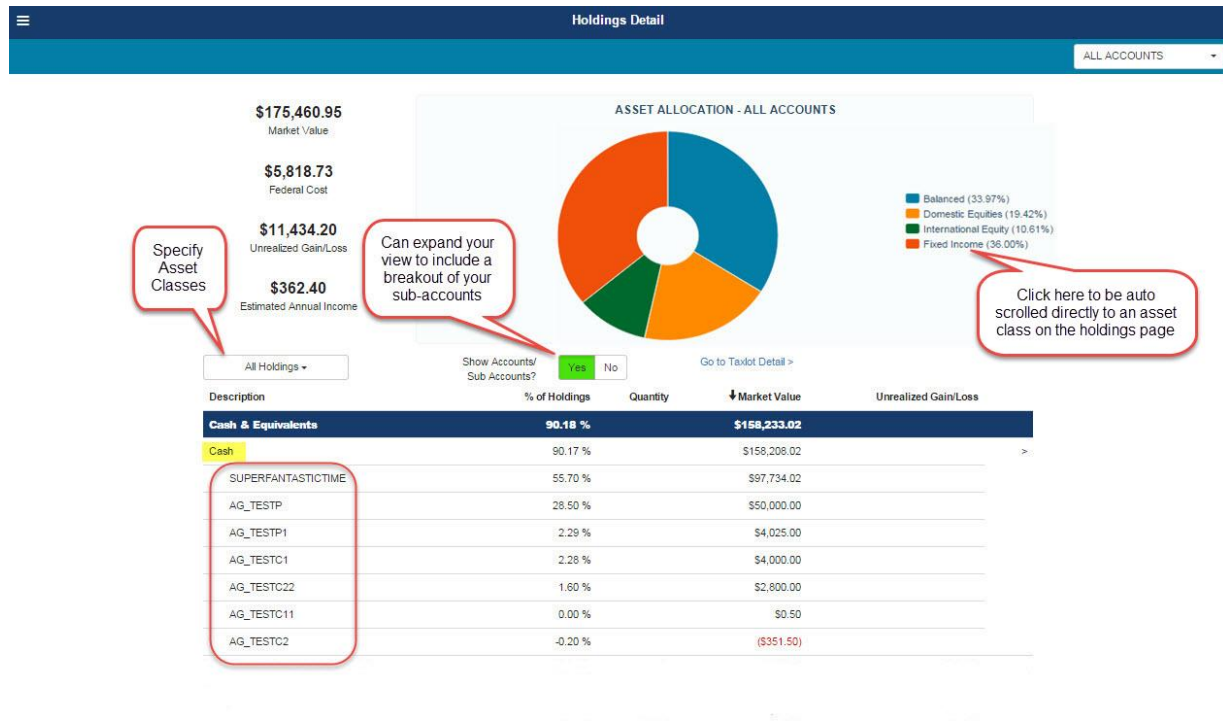 Holdings Detail
ALL ACCOUNTS
$175,460.95
Market Value
$5,818.73
Federal Cost
$11,434.20
Unrealized Gain/Loss
$362.40
Estimated Annual Income
ASSET ALLOCATION - ALL ACCOUNTS
Balanced (33.97%)
Domestic Equities (19.42%)
International Equity (10.61%)
Fixed Income (36.00%)
Specify
Asset
Classes
Can expand your
view to include a
breakout of your
sub-accounts
Click here to be auto
scrolled directly to an asset
class on the holdings page
All Holdings
Show Accounts/
Sub Accounts?
Yes No
Go to Taxlot Detail >
Description % of Holdings Quantity Market Value Unrealized Gain/Loss
Cash & Equivalents 90.18 % $158,233.02
Cash 90.17 % $158,208.02 >
SUPERFANTASTICTIME 55.70 % $97,734.02
AG_TESTP 28.50 % $50,000.00
AG_TESTP1 2.29 % $4,025.00
AG_TESTC1 2.28 % $4,000.00
AG_TESTC22 1.60 % $2,800.00
AG_TESTC11 0.00 % $0.50
AG_TESTC2 -0.20 % ($351.50)